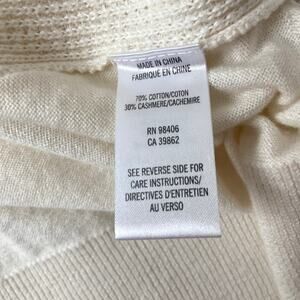 MADE IN CHINA
FABRIQUÉ EN CHINE
70% COTTON/COTON
30% CASHMERE/CACHEMIRE
RN 98406
CA 39862
SEE REVERSE SIDE FOR
CARE INSTRUCTIONS/
DIRECTIVES D'ENTRETIEN
AU VERSO